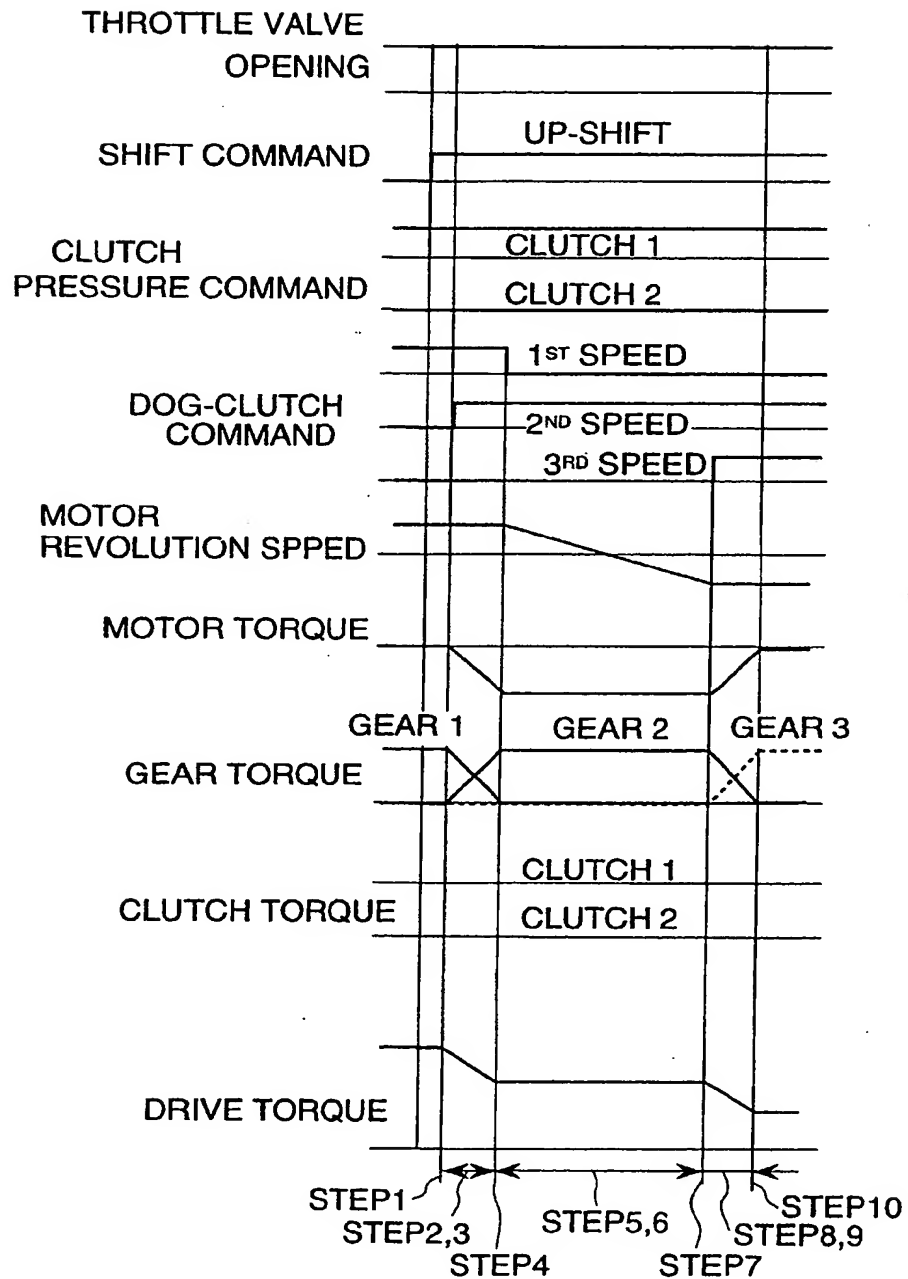 THROTTLE VALVE
OPENING
UP-SHIFT
SHIFT COMMAND
CLUTCH
PRESSURE COMMAND
CLUTCH 1
CLUTCH 2
1ST SPEED
DOG-CLUTCH
COMMAND
2ND SPEED
3RD SPEED
MOTOR
REVOLUTION SPPED
MOTOR TORQUE
GEAR 1
GEAR 2
GEAR 3
GEAR TORQUE
CLUTCH 1
CLUTCH TORQUE
CLUTCH 2
DRIVE TORQUE
STEP1
STEP2,3
STEP4
STEP5,6
STEP7
STEP8,9
STEP10